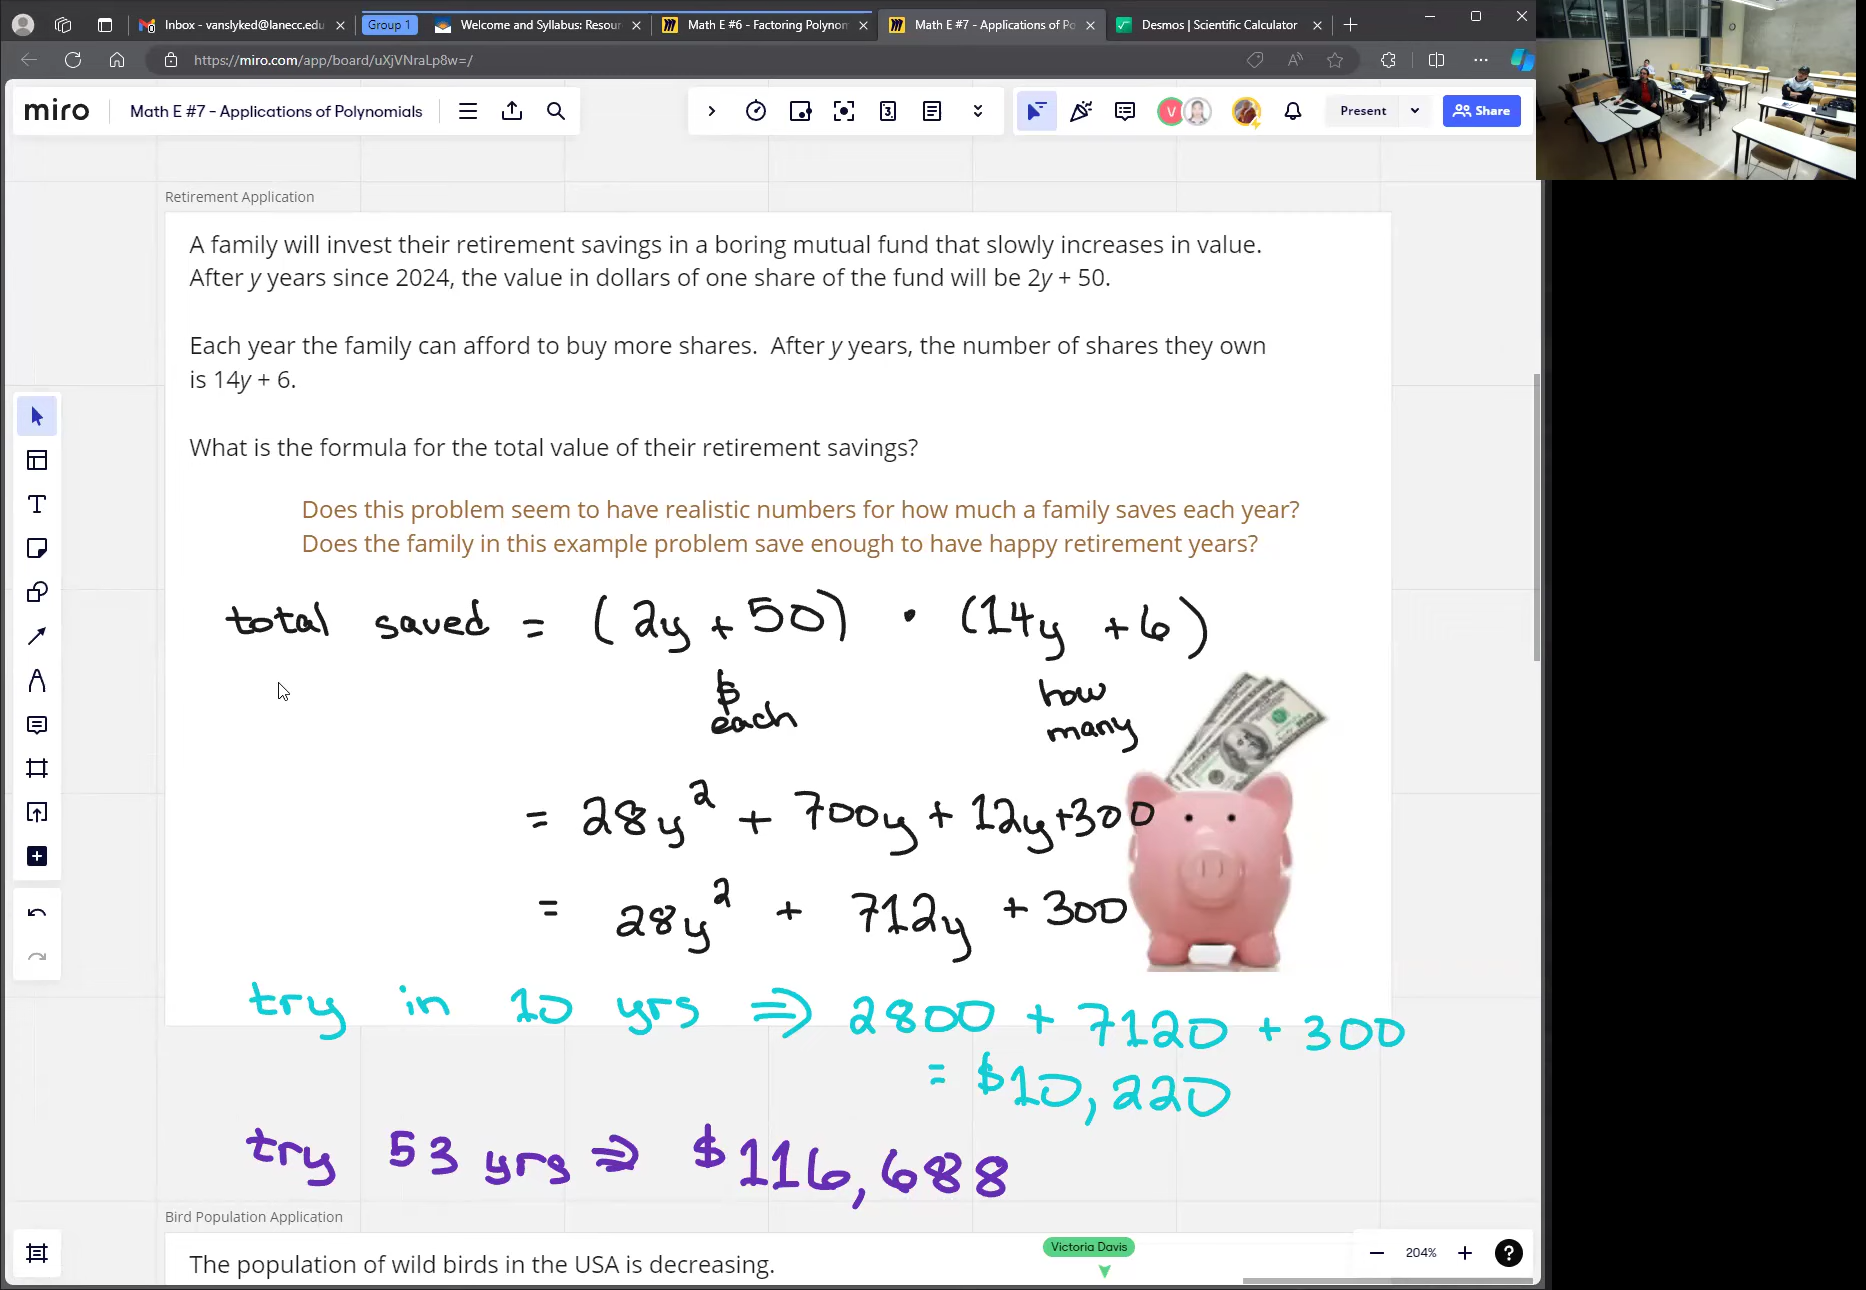 Inbox - vanslyked@lanecc.edu
Group 1
Welcome and Syllabus: Resour
Math E #6 - Factoring Polynom
Math E #7 - Applications of Po
Desmos | Scientific Calculator
https://miro.com/app/board/uXjVNraLp8w=/
miro
Math E #7 - Applications of Polynomials
V
Present
Share
Retirement Application
A family will invest their retirement savings in a boring mutual fund that slowly increases in value.
After y years since 2024, the value in dollars of one share of the fund will be 2y + 50.
Each year the family can afford to buy more shares. After y years, the number of shares they own
is 14y + 6.
What is the formula for the total value of their retirement savings?
Does this problem seem to have realistic numbers for how much a family saves each year?
Does the family in this example problem save enough to have happy retirement years?
total saved = (2y + 50) • (14y + 6)
$ how
each many
= 28y² + 700y + 12y+300
= 28y² + 712y + 300
try in 10 yrs ⇒ 2800 + 7120 + 300
= $10,220
try 53 yrs ⇒ $116,688
Bird Population Application
Victoria Davis
204%
The population of wild birds in the USA is decreasing.